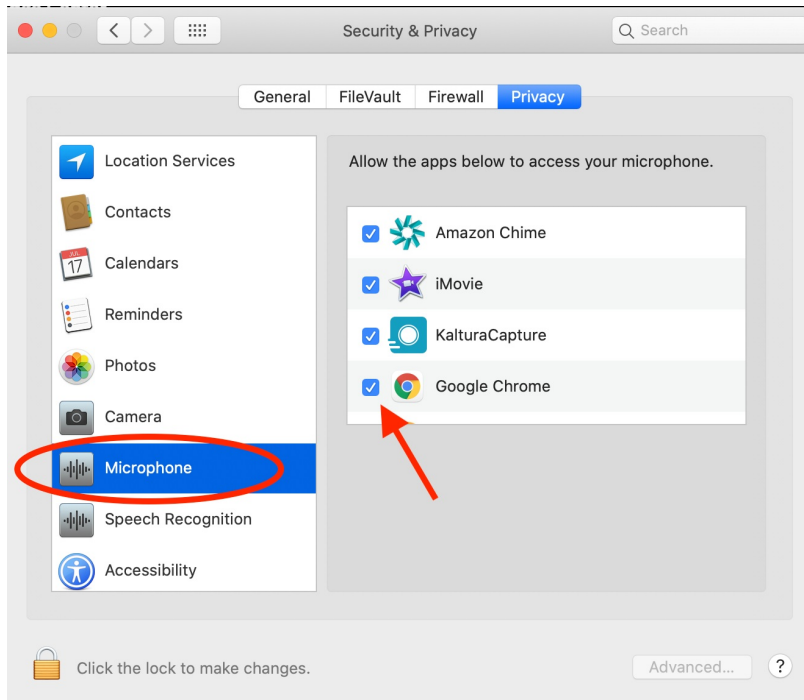 Security & Privacy
Search
General FileVault Firewall Privacy
Location Services
Contacts
Calendars
Reminders
Photos
Camera
Microphone
Speech Recognition
Accessibility
Allow the apps below to access your microphone.
Amazon Chime
iMovie
KalturaCapture
Google Chrome
Click the lock to make changes.
Advanced...
?